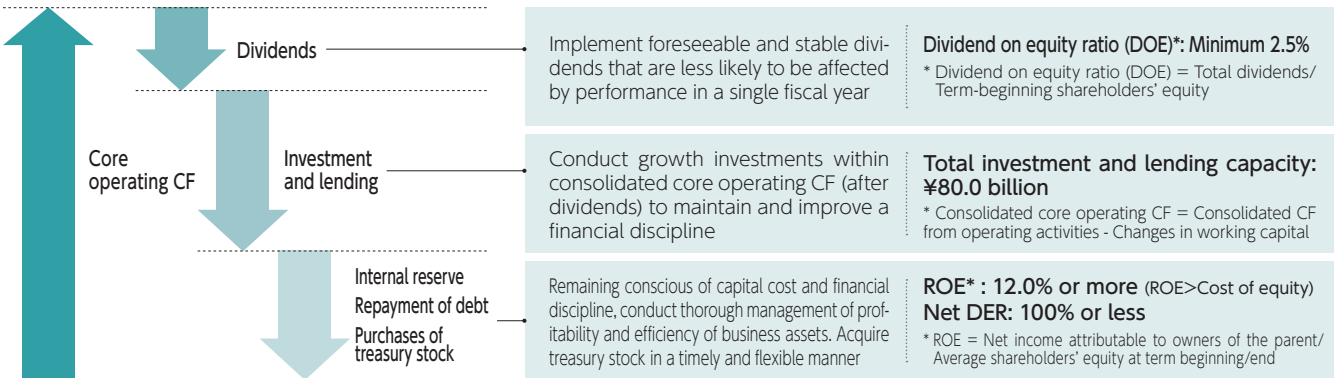 Core
operating CF
Dividends
Implement foreseeable and stable divi-
dends that are less likely to be affected
by performance in a single fiscal year
Dividend on equity ratio (DOE)*: Minimum 2.5%
* Dividend on equity ratio (DOE) = Total dividends/
Term-beginning shareholders' equity
Investment
and lending
Conduct growth investments within
consolidated core operating CF (after
dividends) to maintain and improve a
financial discipline
Total investment and lending capacity:
¥80.0 billion
* Consolidated core operating CF = Consolidated CF
from operating activities - Changes in working capital
Internal reserve
Repayment of debt
Purchases of
treasury stock
Remaining conscious of capital cost and financial
discipline, conduct thorough management of prof-
itability and efficiency of business assets. Acquire
treasury stock in a timely and flexible manner
ROE* : 12.0% or more (ROE>Cost of equity)
Net DER: 100% or less
* ROE = Net income attributable to owners of the parent/
Average shareholders' equity at term beginning/end